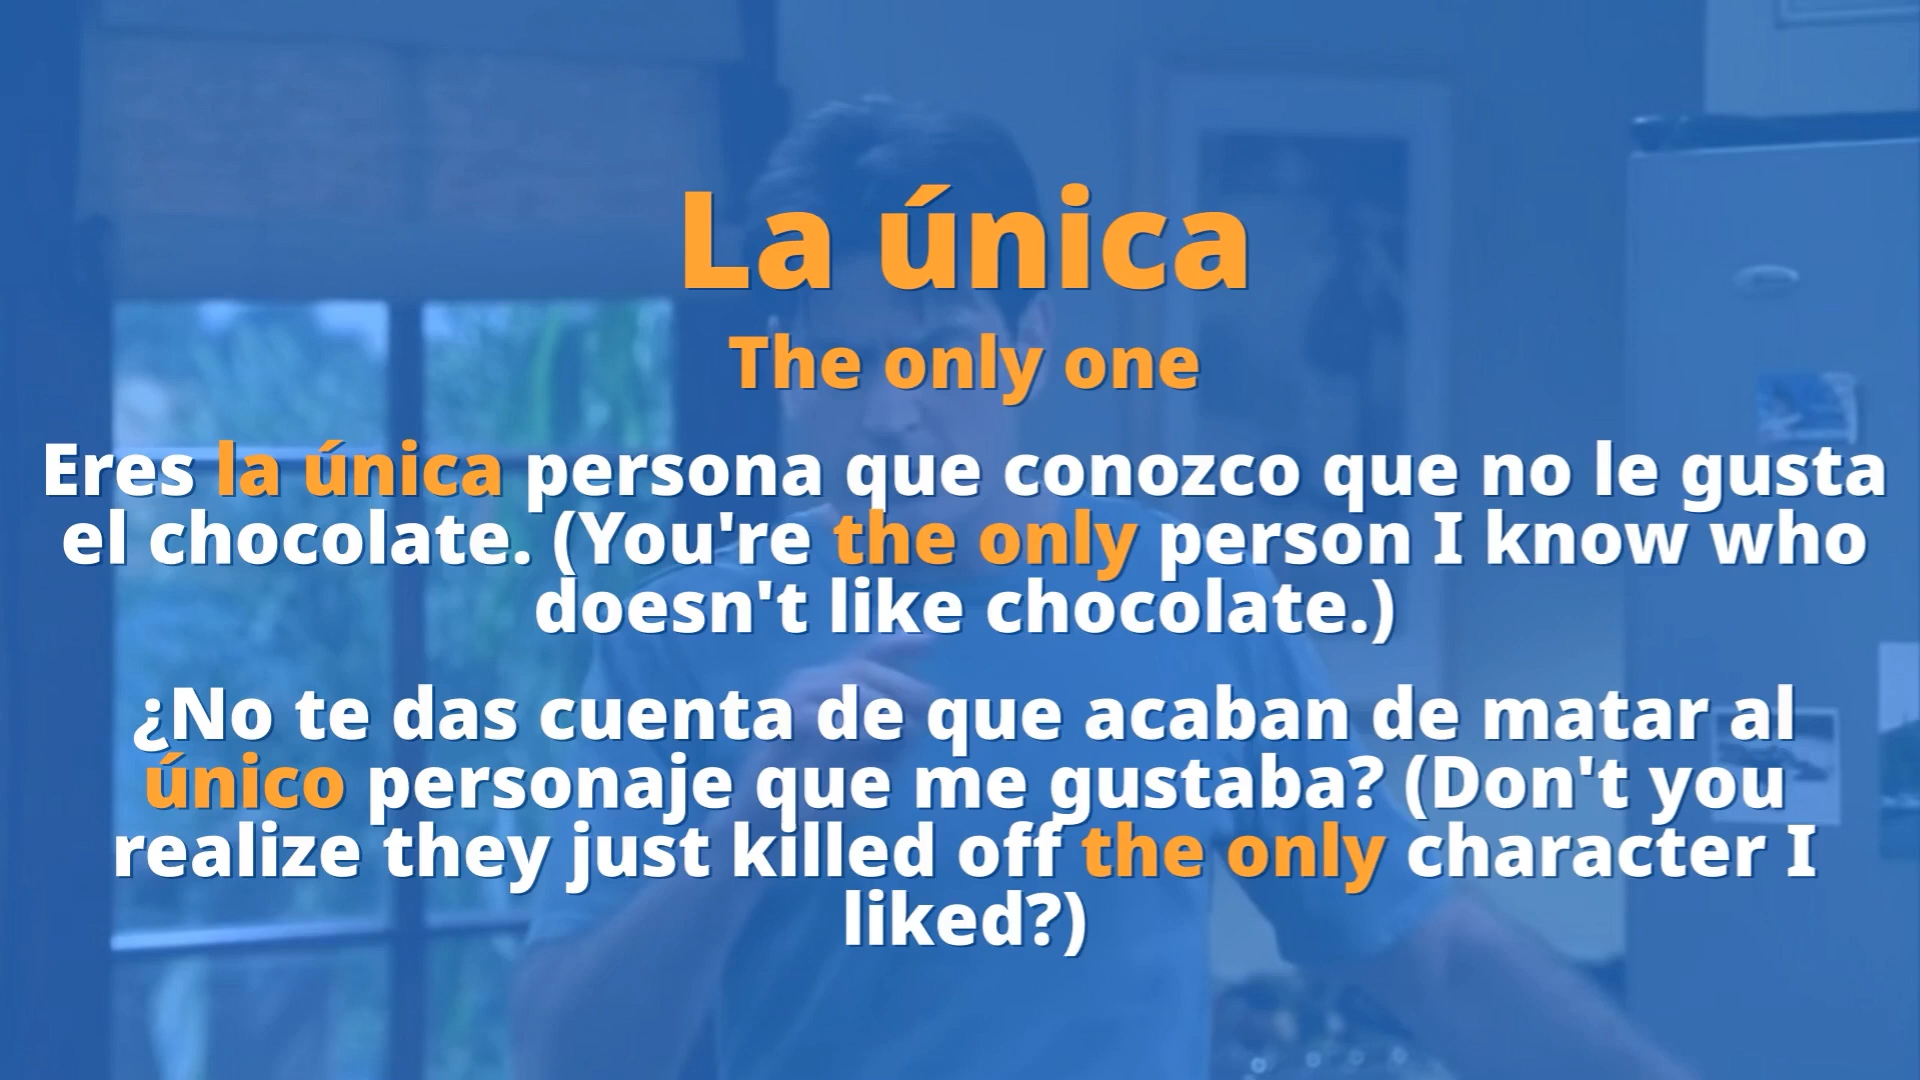 La única
The only one
Eres la única persona que conozco que no le gusta
el chocolate. (You're the only person I know who
doesn't like chocolate.)
¿No te das cuenta de que acaban de matar al
único personaje que me gustaba? (Don't you
realize they just killed off the only character I
liked?)